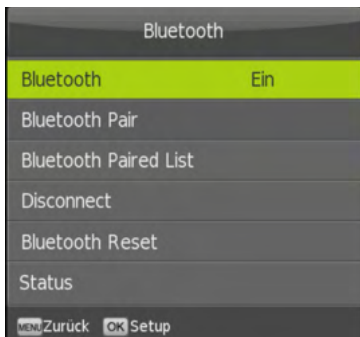 Bluetooth
Bluetooth Ein
Bluetooth Pair
Bluetooth Paired List
Disconnect
Bluetooth Reset
Status
MENU Zurück OK Setup